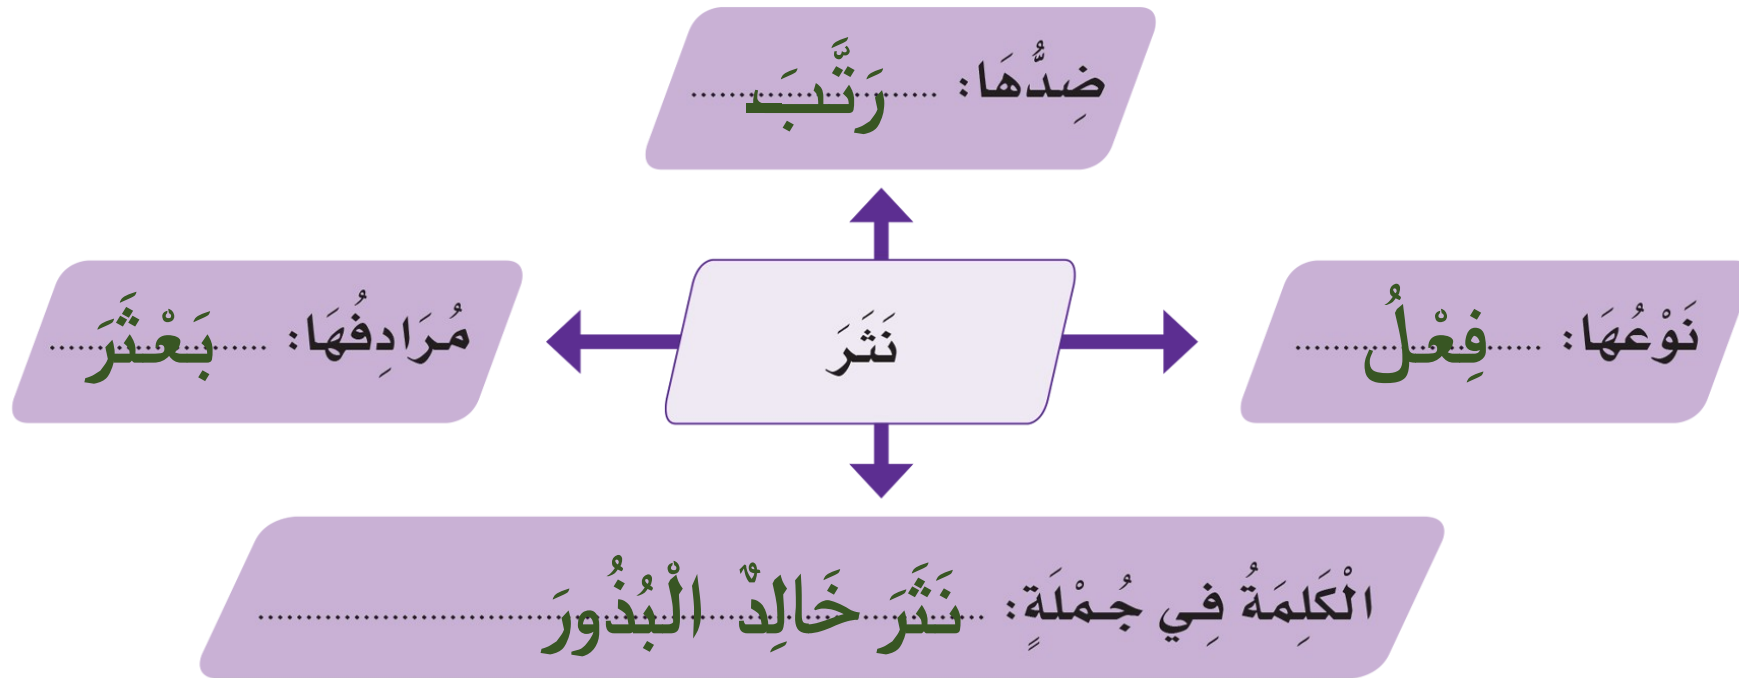 ضِدُّهَا: رَتَّبَ
نَوْعُهَا: فِعْلُ
نَثَرَ
مُرَادِفُهَا: بَعْثَرَ
الْكَلِمَةُ فِي جُمْلَةٍ: نَثَرَ خَالِدٌ الْبُذُورَ